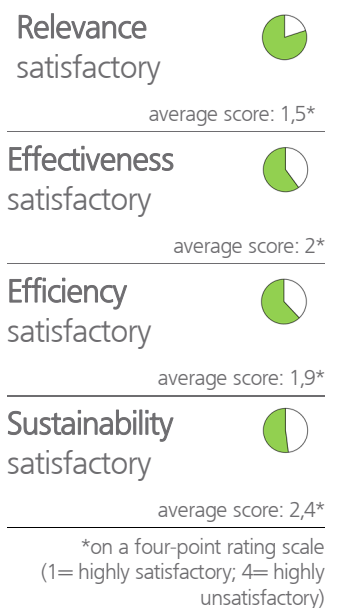 Relevance
satisfactory
average score: 1,5*
Effectiveness
satisfactory
average score: 2*
Efficiency
satisfactory
average score: 1,9*
Sustainability
satisfactory
average score: 2,4*
*on a four-point rating scale
(1= highly satisfactory; 4= highly
unsatisfactory)